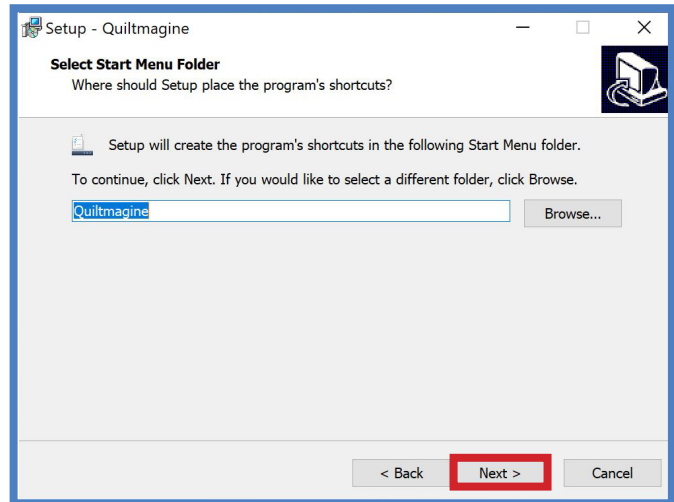 Setup - Quiltmagine
Select Start Menu Folder
Where should Setup place the program's shortcuts?
Setup will create the program's shortcuts in the following Start Menu folder.
To continue, click Next. If you would like to select a different folder, click Browse.
Quiltmagine
Browse...
< Back
Next >
Cancel